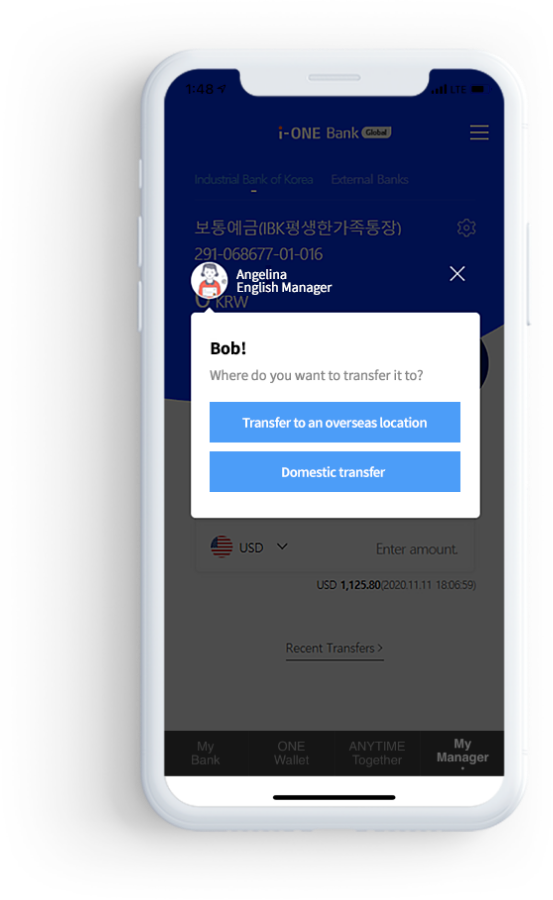 1:48
LTE
i-ONE Bank Global
Industrial Bank of Korea External Banks
보통예금(IBK평생한가족통장)
291-068677-01-016
Angelina
English Manager
0 KRW
Bob!
Where do you want to transfer it to?
Transfer to an overseas location
Domestic transfer
USD Enter amount.
USD 1,125.80(2020.11.11 18:06:59)
Recent Transfers >
My Bank
ONE Wallet
ANYTIME Together
My Manager